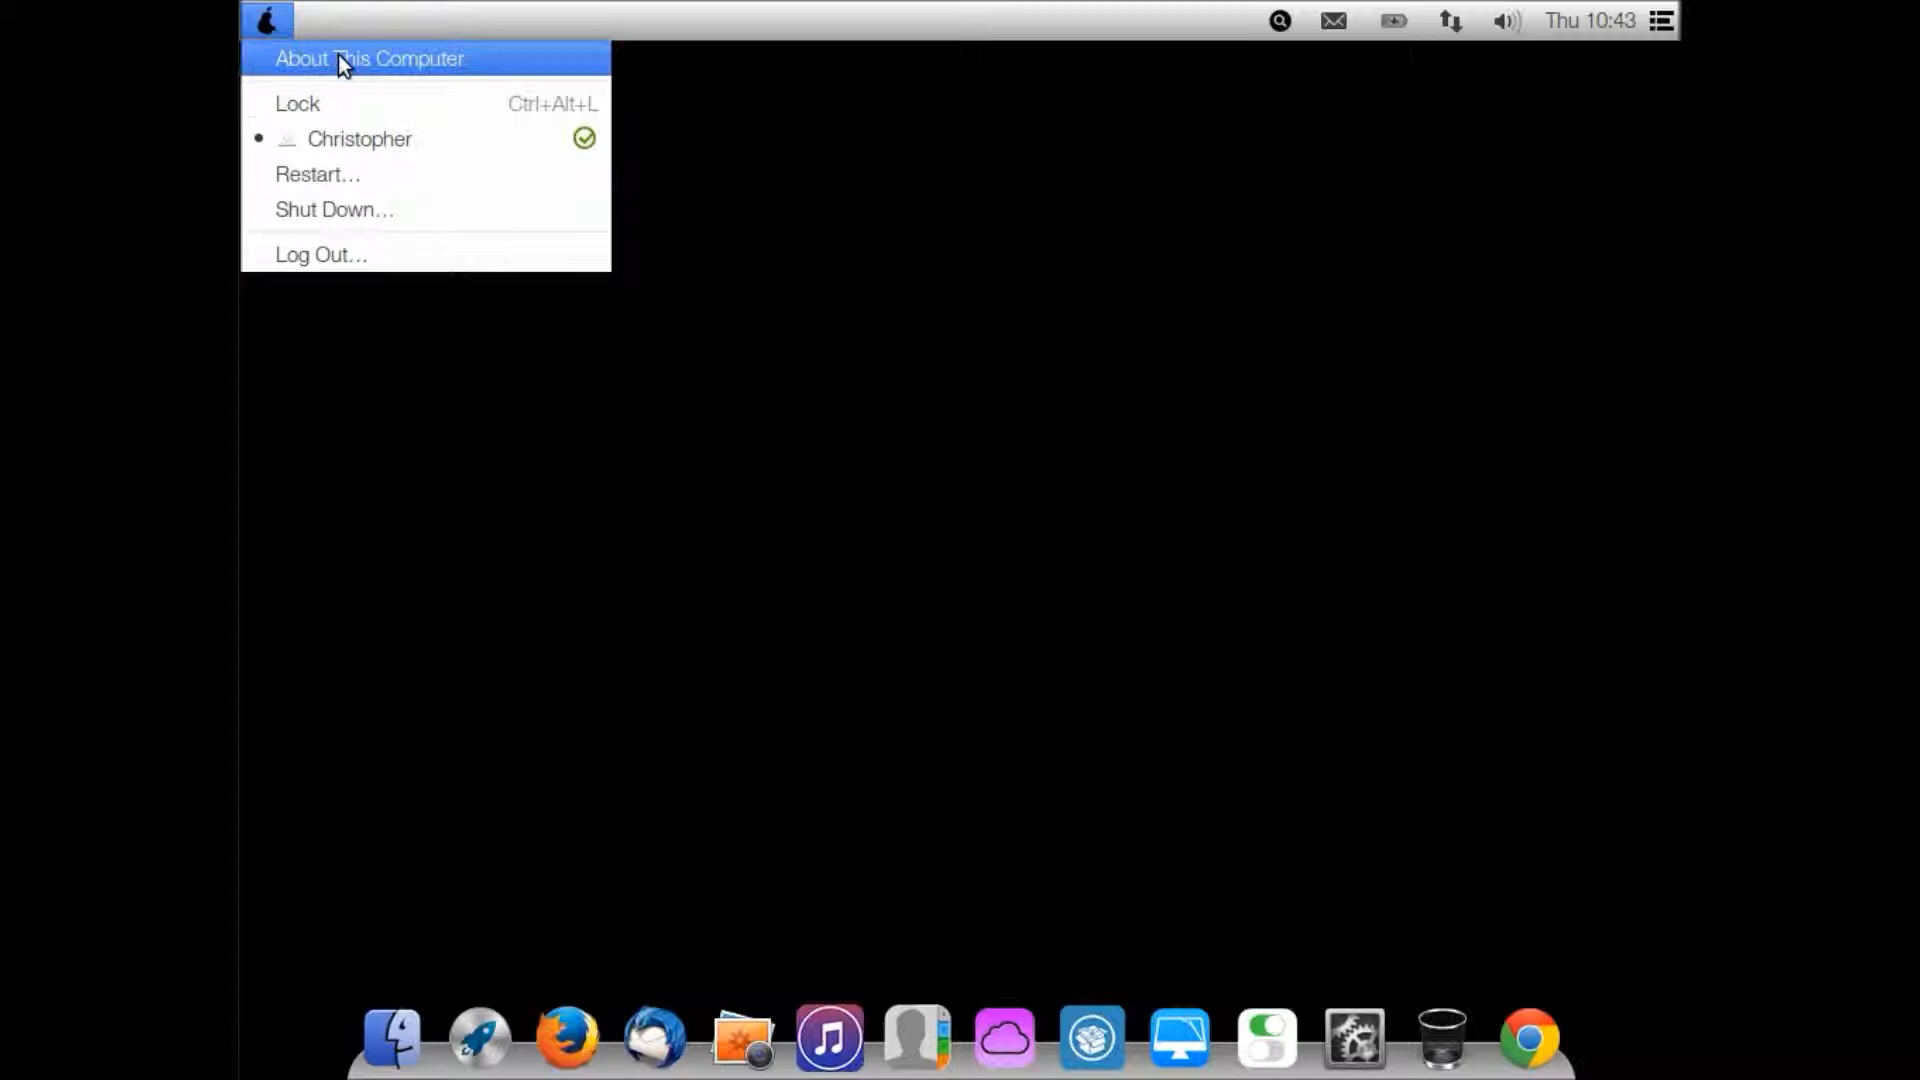 Thu 10:43
About This Computer
Lock Ctrl+Alt+L
Christopher
Restart...
Shut Down...
Log Out...